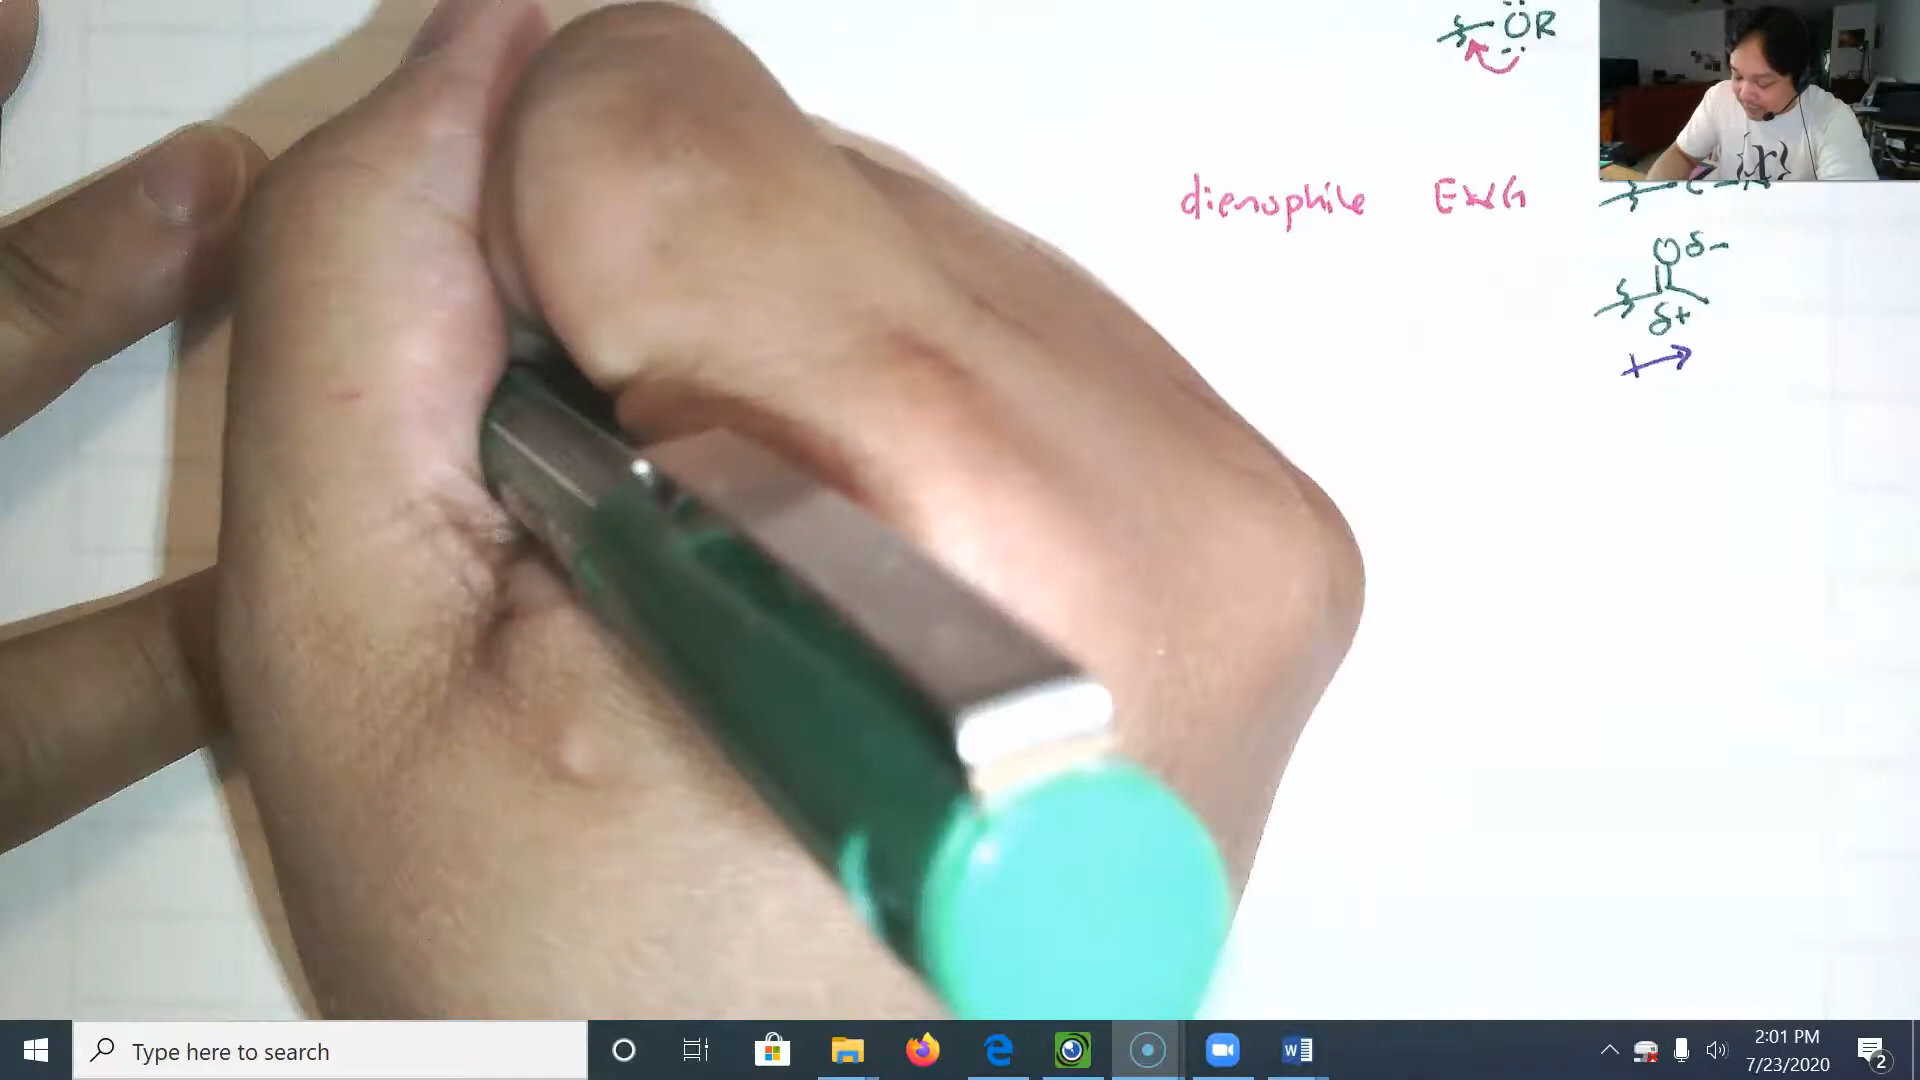 ÖR
{x}
dienophile EWG
O δ-
δ+
Type here to search
2:01 PM
7/23/2020
2